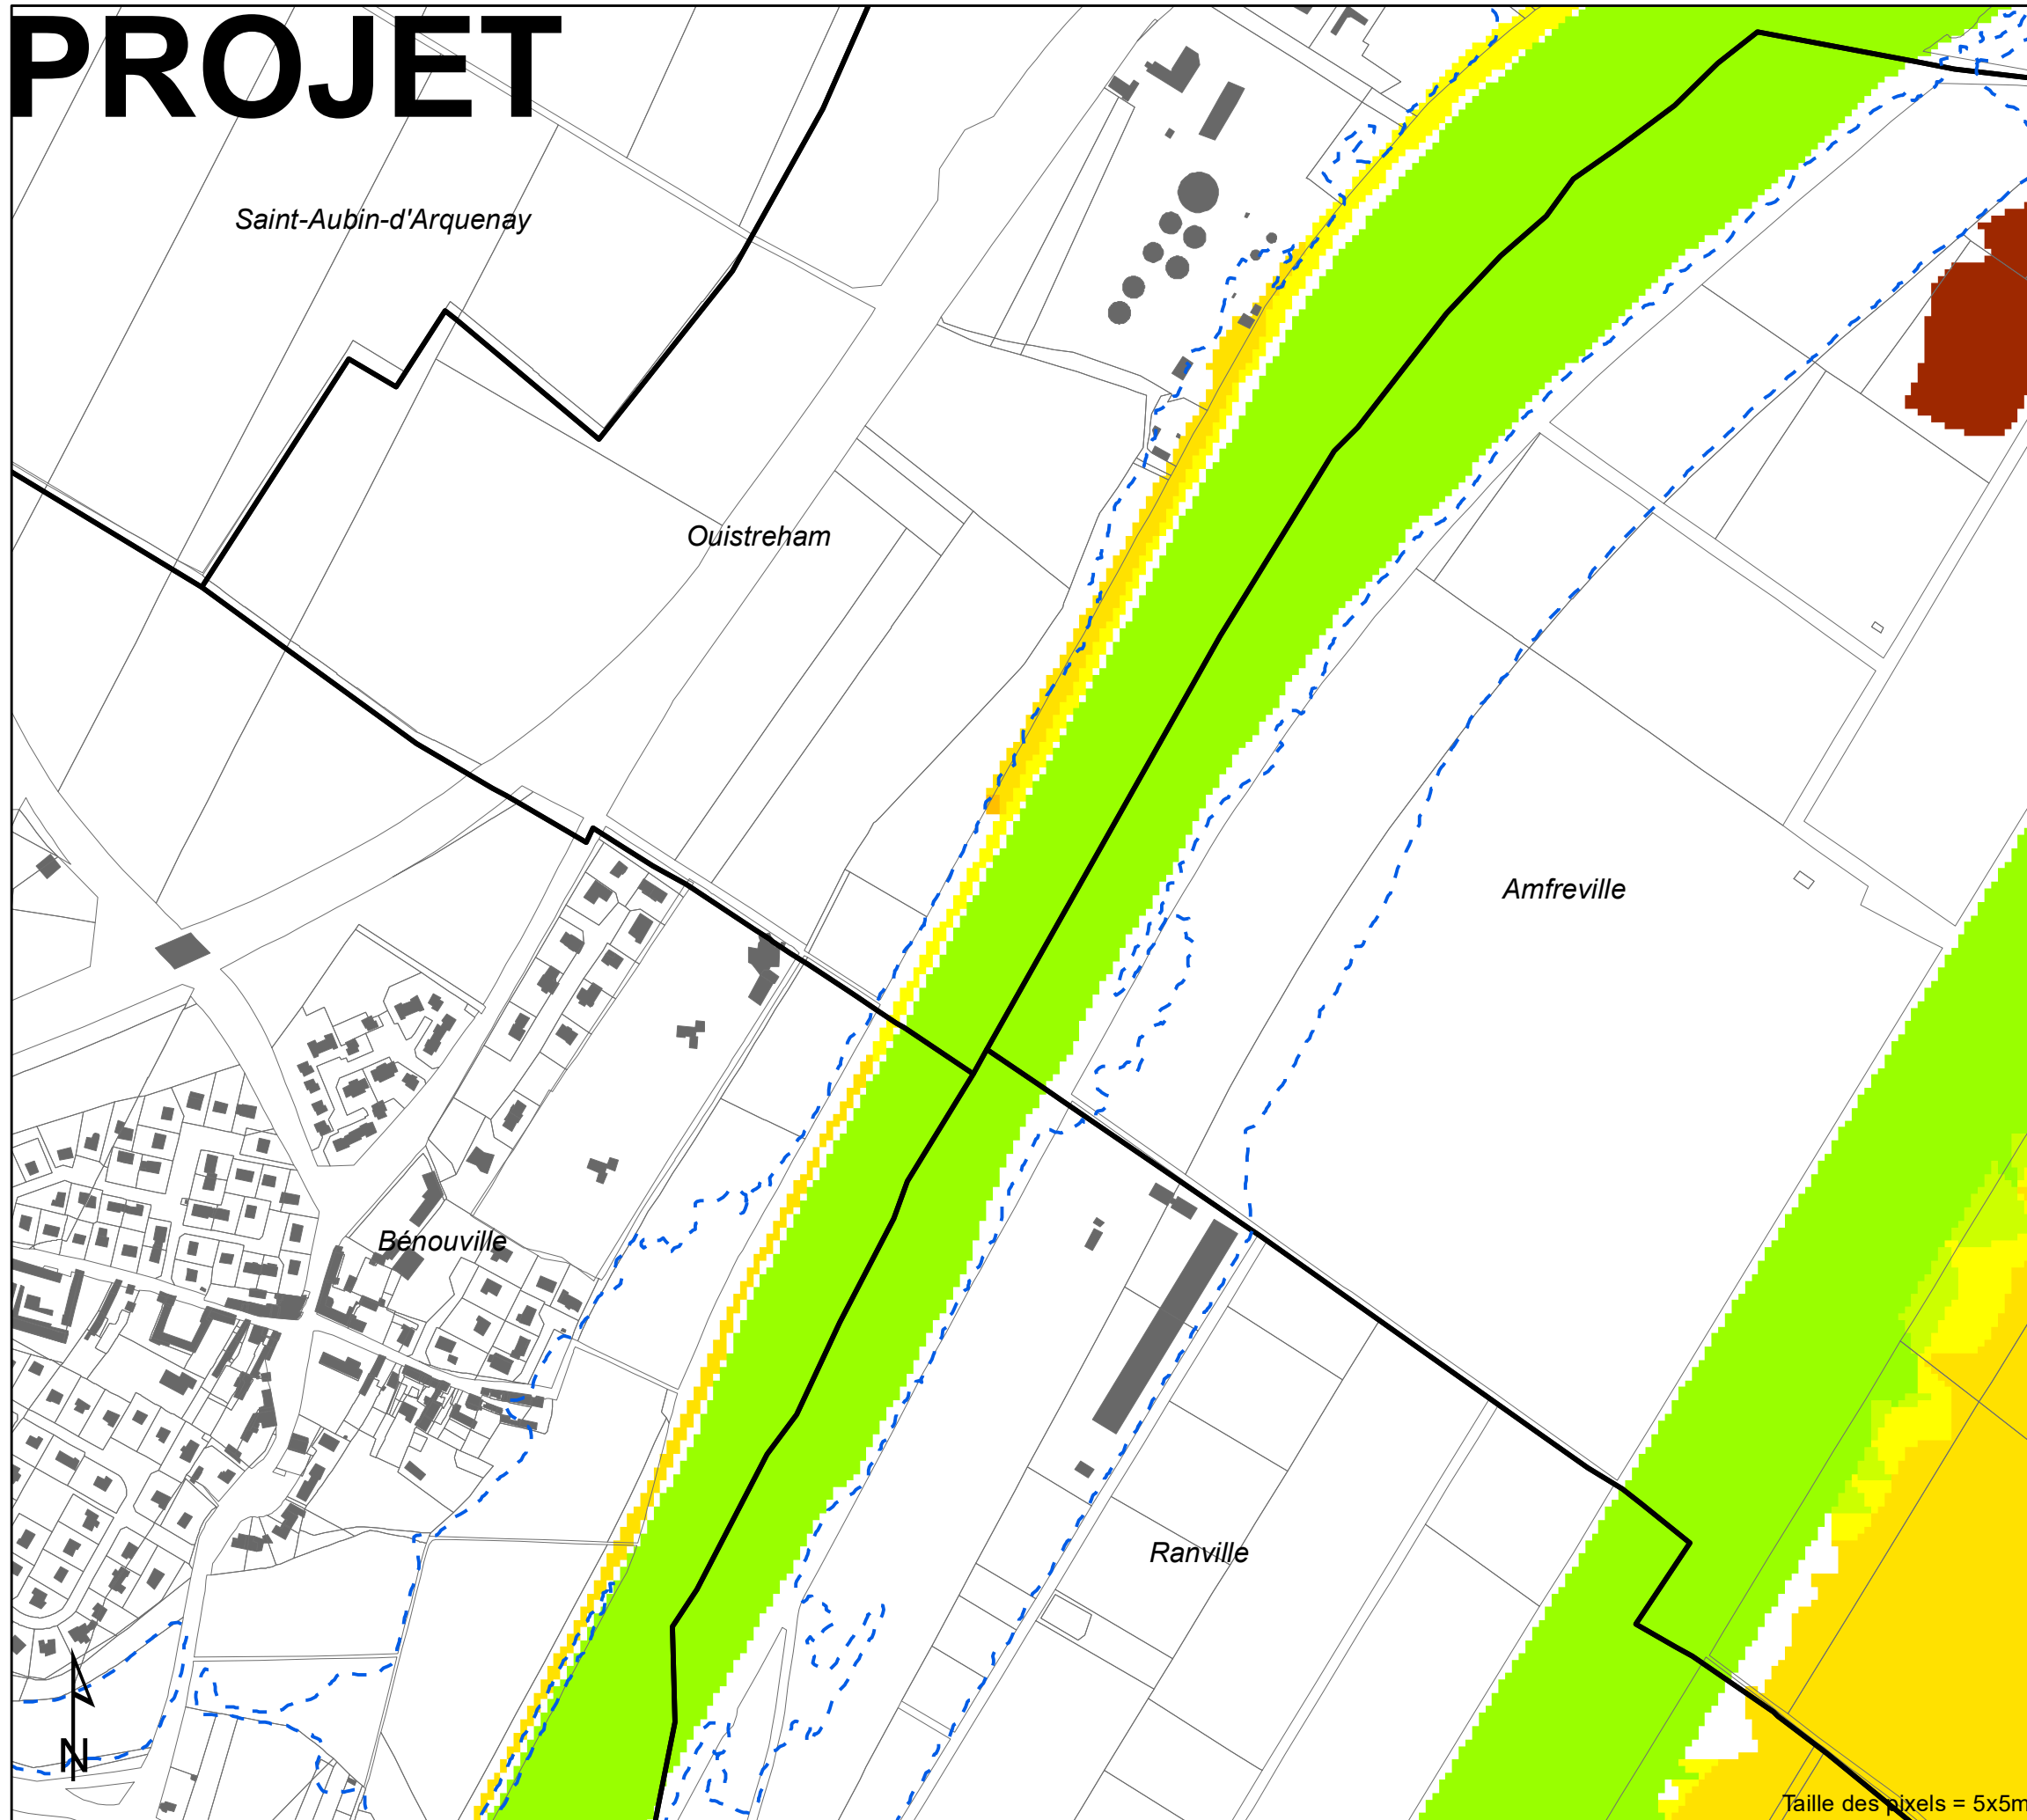 PROJET
Saint-Aubin-d'Arquenay
Ouistreham
Amfreville
Bénouville
Ranville
N
Taille des pixels = 5x5m